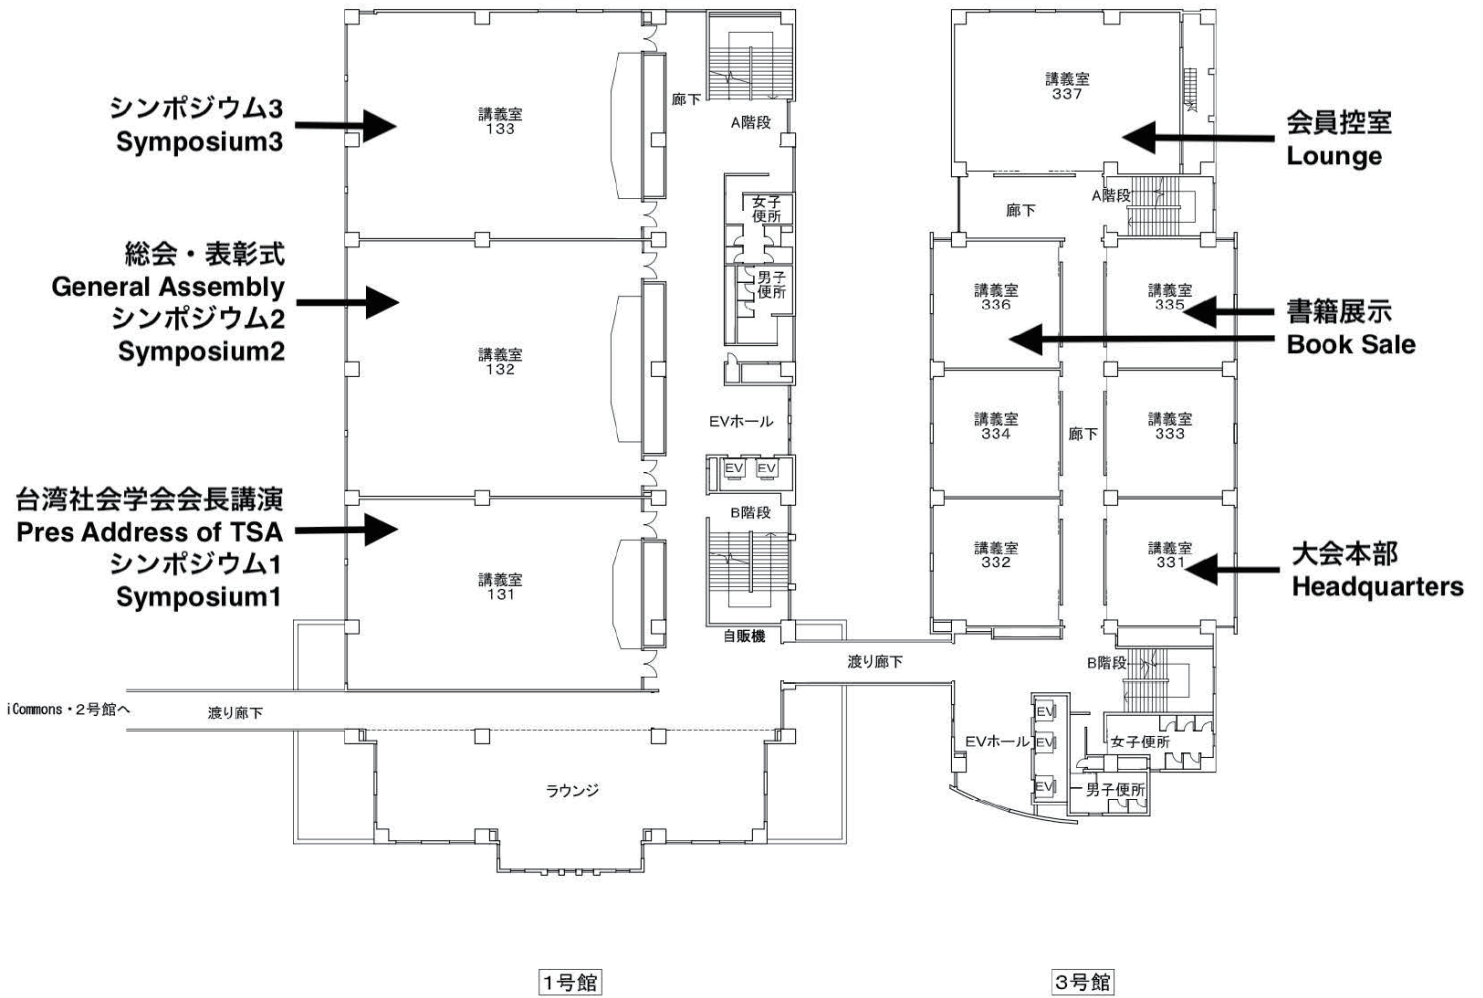 シンポジウム3
Symposium3
総会・表彰式
General Assembly
シンポジウム2
Symposium2
台湾社会学会会長講演
Pres Address of TSA
シンポジウム1
Symposium1
iCommons・2号館へ
渡り廊下
講義室
133
講義室
132
講義室
131
廊下
A階段
女子
便所
男子
便所
EVホール
EV
EV
B階段
自販機
ラウンジ
1号館
渡り廊下
講義室
337
廊下
A階段
講義室
336
講義室
335
講義室
334
廊下
講義室
333
講義室
332
講義室
331
B階段
EVホール
EV
EV
EV
女子便所
男子便所
3号館
会員控室
Lounge
書籍展示
Book Sale
大会本部
Headquarters